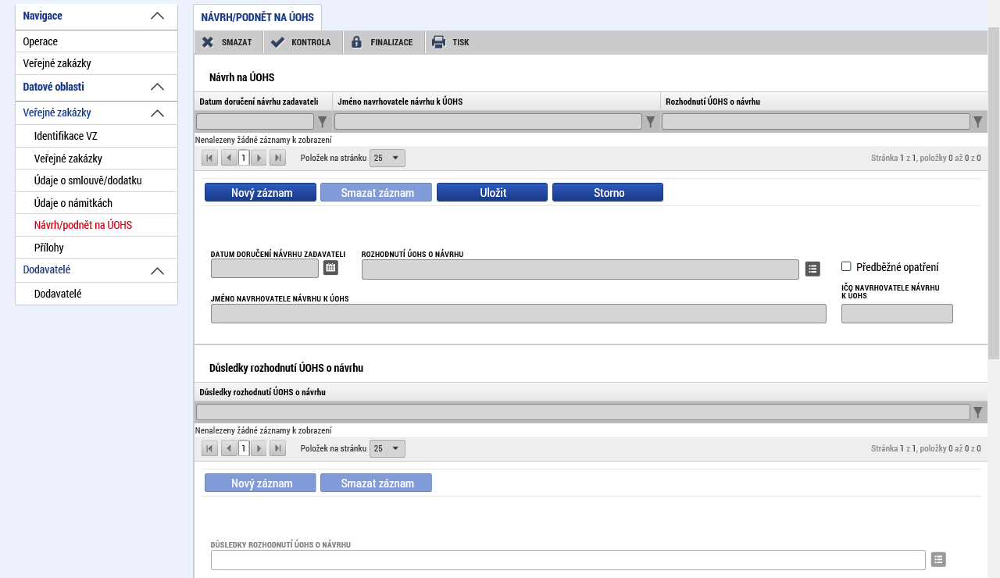 Navigace
Operace
Veřejné zakázky
Datové oblasti
Veřejné zakázky
Identifikace VZ
Veřejné zakázky
Údaje o smlouvě/dodatku
Údaje o námitkách
Návrh/podnět na ÚOHS
Přílohy
Dodavatelé
Dodavatelé
NÁVRH/PODNĚT NA ÚOHS
SMAZAT KONTROLA FINALIZACE TISK
Návrh na ÚOHS
Datum doručení návrhu zadavateli Jméno navrhovatele návrhu k ÚOHS Rozhodnutí ÚOHS o návrhu
Nenalezeny žádné záznamy k zobrazení
1 Položek na stránku 25 Stránka 1 z 1, položky 0 až 0 z 0
Nový záznam Smazat záznam Uložit Storno
DATUM DORUČENÍ NÁVRHU ZADAVATELI ROZHODNUTÍ ÚOHS O NÁVRHU
Předběžné opatření
JMÉNO NAVRHOVATELE NÁVRHU K ÚOHS IČO NAVRHOVATELE NÁVRHU
K ÚOHS
Důsledky rozhodnutí ÚOHS o návrhu
Důsledky rozhodnutí ÚOHS o návrhu
Nenalezeny žádné záznamy k zobrazení
1 Položek na stránku 25 Stránka 1 z 1, položky 0 až 0 z 0
Nový záznam Smazat záznam
DŮSLEDKY ROZHODNUTÍ ÚOHS O NÁVRHU